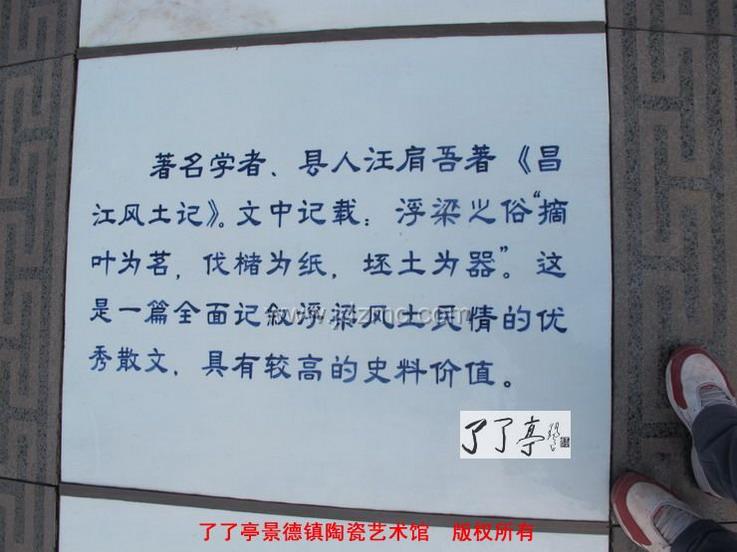 著名学者、县人汪肩吾著《昌
江风土记》。文中记载：浮梁之俗“摘
叶为茗，伐楮为纸，坯土为器”。这
是一篇全面记叙浮梁风土民情的优
秀散文，具有较高的史料价值。
www.jdzmc.com
了了亭
了了亭景德镇陶瓷艺术馆 版权所有